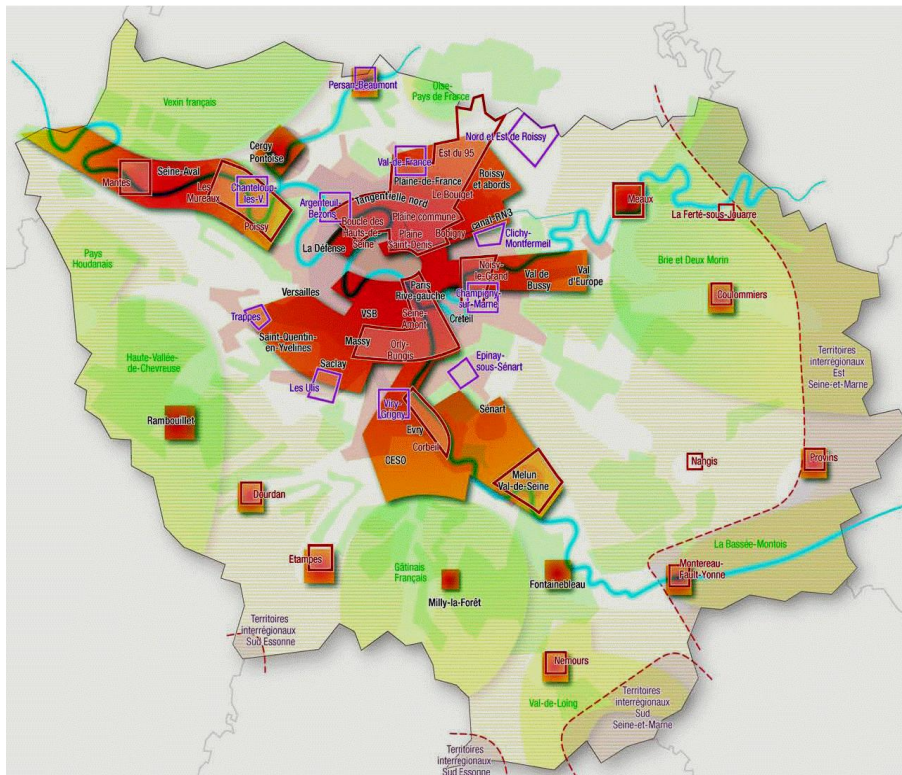 Persan-Beaumont
Oise-
Pays de France
Vexin français
Nord et Est de Roissy
Cergy
Pontoise
Val-de-France
Est du 95
Seine-Aval
Plaine-de-France
Roissy
et abords
Mantes
Les
Mureaux
Chanteloup-
les-V.
Le Bourget
Tangentielle nord
Argenteuil-
Bezons
Meaux
La Ferté-sous-Jouarre
Poissy
Boucle des
Hauts-de-
Seine
Plaine commune
canal-RN3
Bobigny
Clichy-
Montfermeil
Plaine
Saint-Denis
La Défense
Pays
Houdanais
Noisy-
le-Grand
Val de
Bussy
Val
d'Europe
Brie et Deux Morin
Versailles
Paris
Rive-gauche
Champigny-
sur-Marne
Coulommiers
Trappes
VSB
Seine-
Amont
Créteil
Saint-Quentin-
en-Yvelines
Massy
Orly-
Rungis
Territoires
interrégionaux
Est
Seine-et-Marne
Haute-Vallée-
de-Chevreuse
Saclay
Epinay-
sous-Sénart
Les Ulis
Viry-
Grigny
Sénart
Rambouillet
Evry
Corbeil
CESO
Nangis
Provins
Melun
Val-de-Seine
Dourdan
La Bassée-Montois
Etampes
Gâtinais
Français
Montereau-
Fault-Yonne
Fontainebleau
Milly-la-Forêt
Territoires
interrégionaux
Sud Essonne
Nemours
Val-de-Loing
Territoires
interrégionaux
Sud
Seine-et-Marne
Territoires
interrégionaux
Sud Essonne